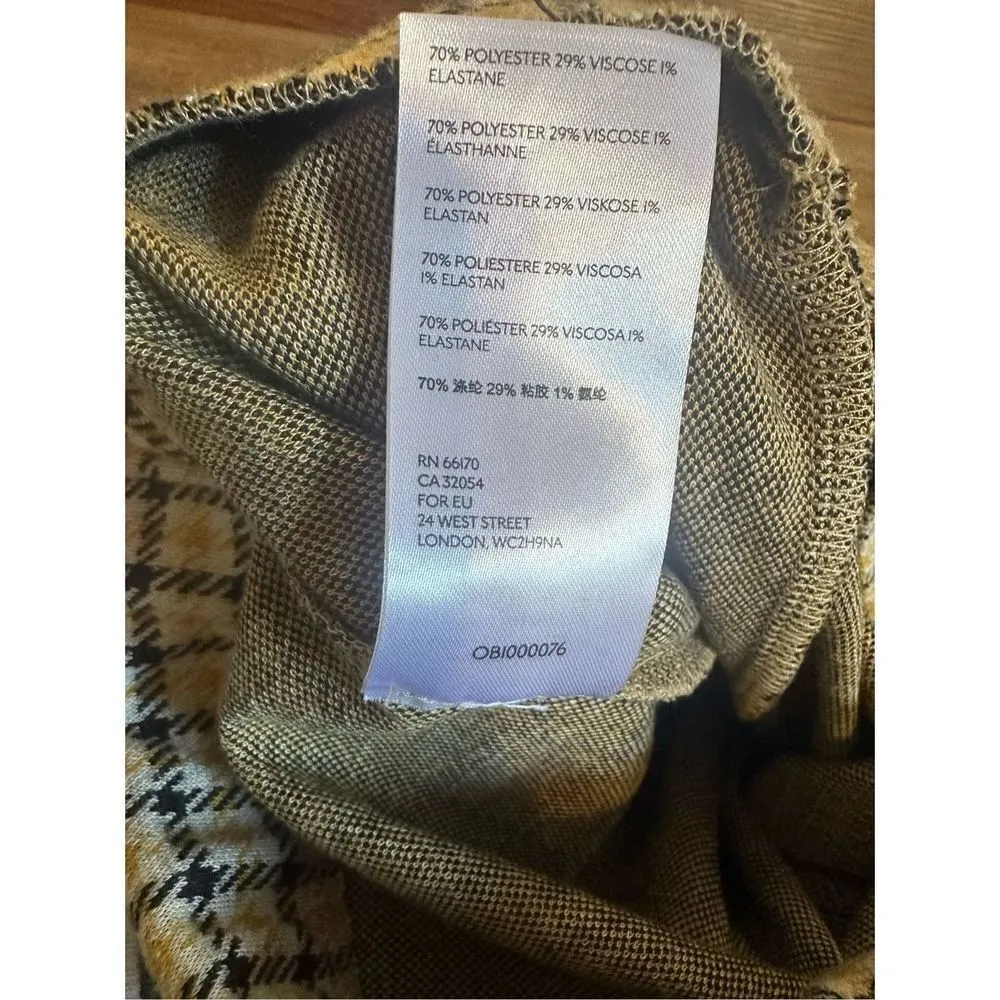 70% POLYESTER 29% VISCOSE 1%
ELASTANE
70% POLYESTER 29% VISCOSE 1%
ÉLASTHANNE
70% POLYESTER 29% VISKOSE 1%
ELASTAN
70% POLIESTERE 29% VISCOSA
1% ELASTAN
70% POLIÉSTER 29% VISCOSA 1%
ELASTANE
70% 涤纶 29% 粘胶 1% 氨纶
RN 66170
CA 32054
FOR EU
24 WEST STREET
LONDON, WC2H9NA
OB1000076